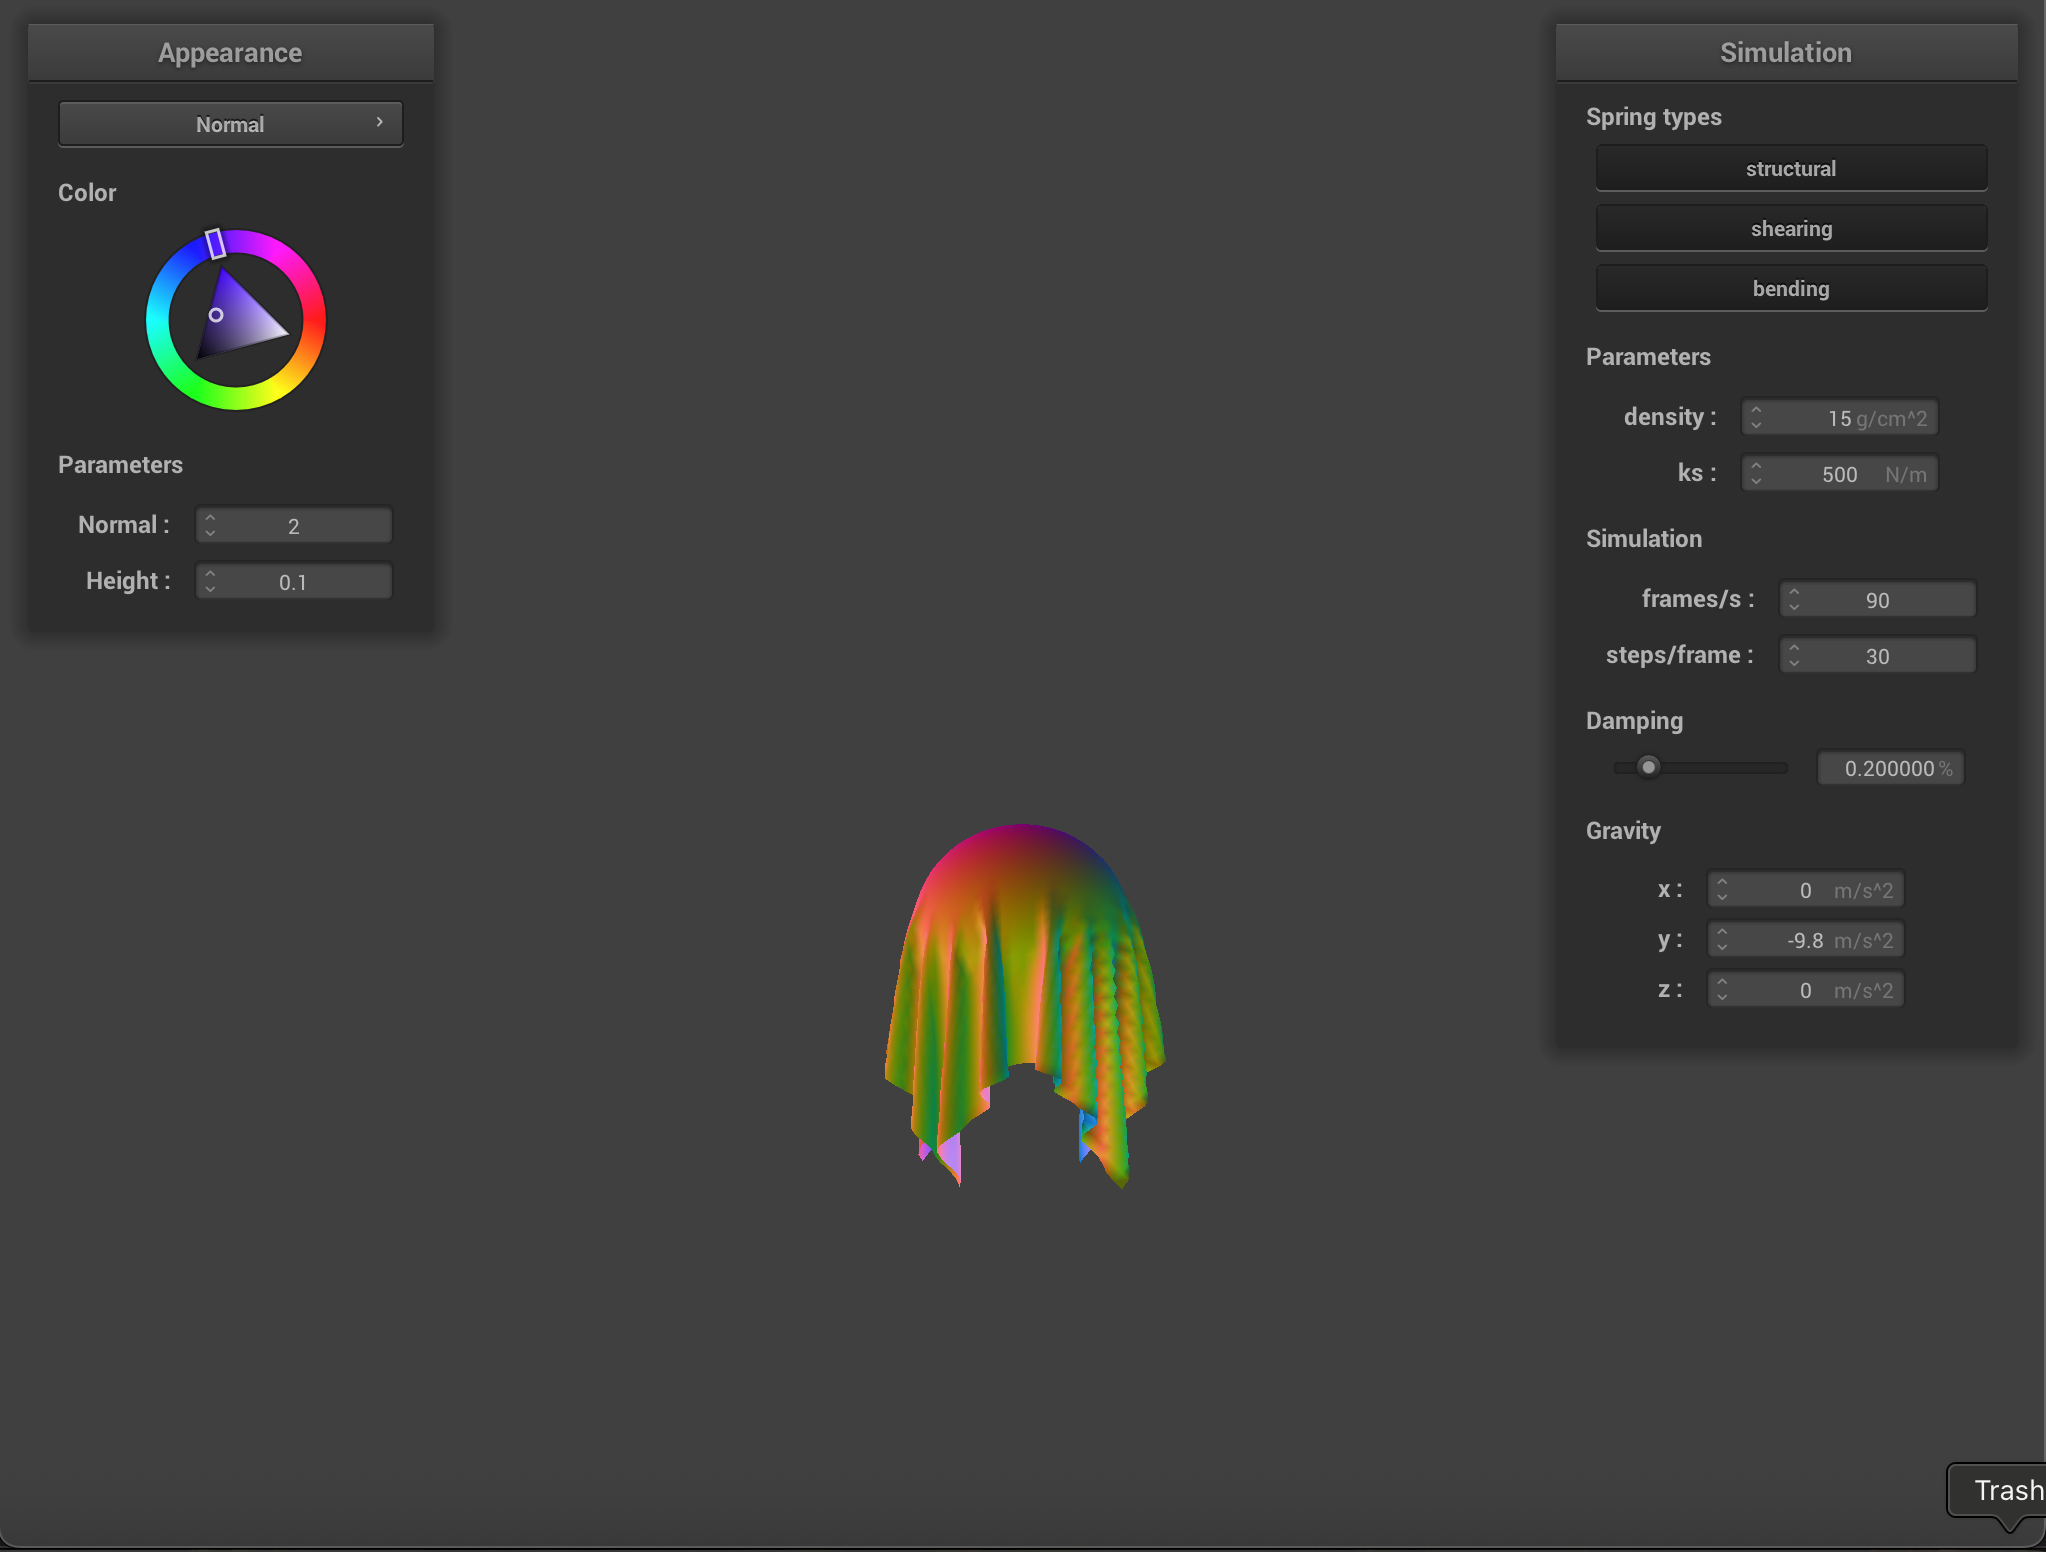 Appearance
Normal
Color
Parameters
Normal : 2
Height : 0.1
Simulation
Spring types
structural
shearing
bending
Parameters
density : 15 g/cm^2
ks : 500 N/m
Simulation
frames/s : 90
steps/frame : 30
Damping
0.200000 %
Gravity
x : 0 m/s^2
y : -9.8 m/s^2
z : 0 m/s^2
Trash